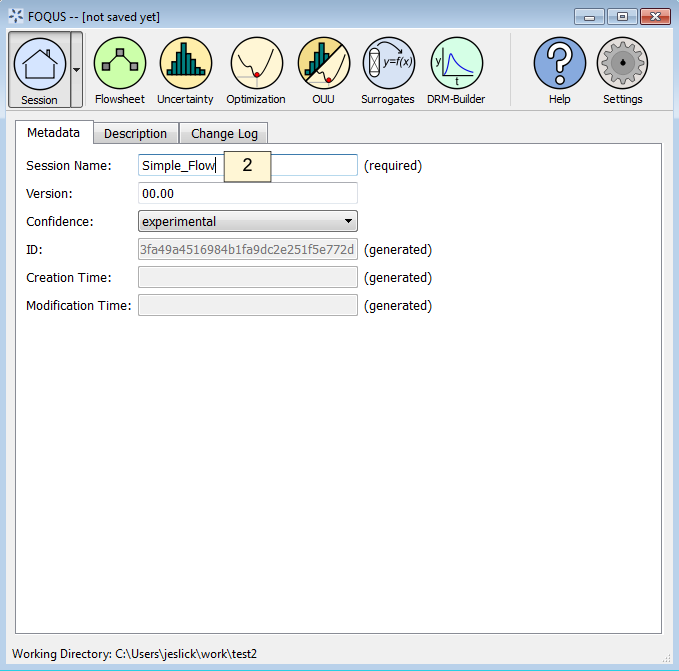 FOQUS -- [not saved yet]
y=f(x)
y
t
Session Flowsheet Uncertainty Optimization OUU Surrogates DRM-Builder Help Settings
Metadata Description Change Log
Session Name: Simple_Flow 2 (required)
Version: 00.00
Confidence: experimental
ID: 3fa49a4516984b1fa9dc2e251f5e772d (generated)
Creation Time: (generated)
Modification Time: (generated)
Working Directory: C:\Users\jeslick\work\test2